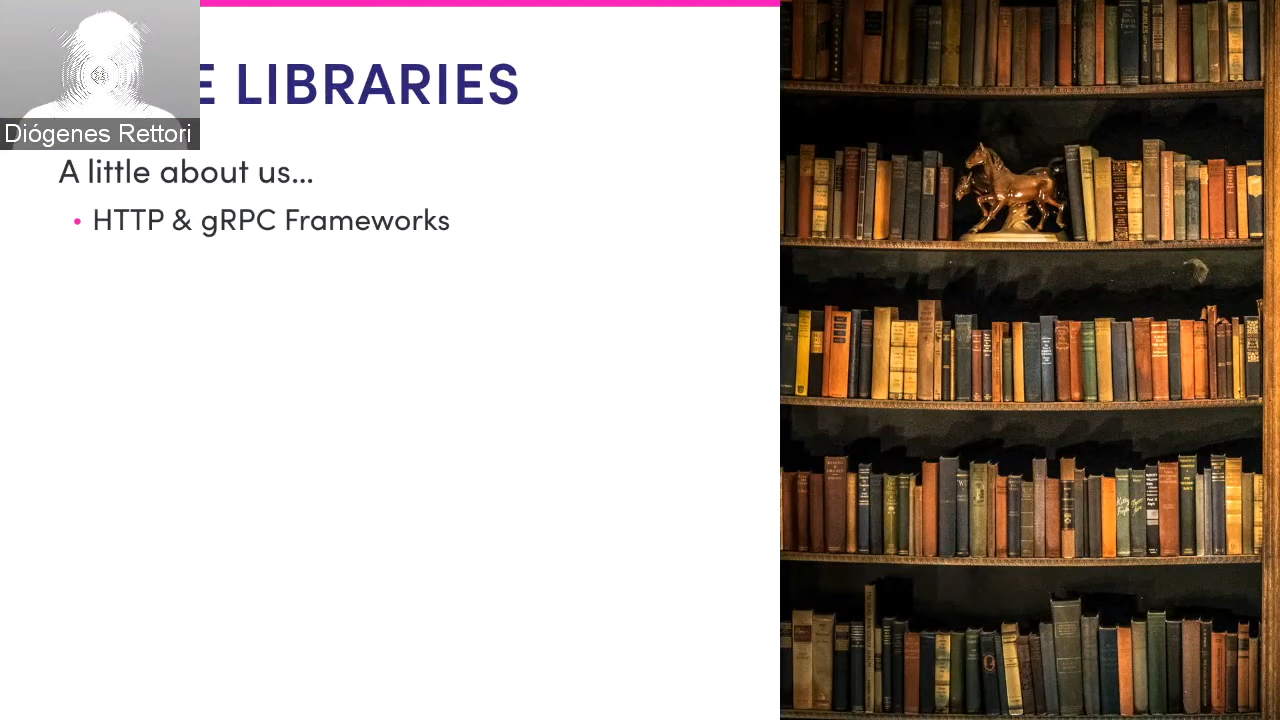 E LIBRARIES
Diógenes Rettori
A little about us...
• HTTP & gRPC Frameworks